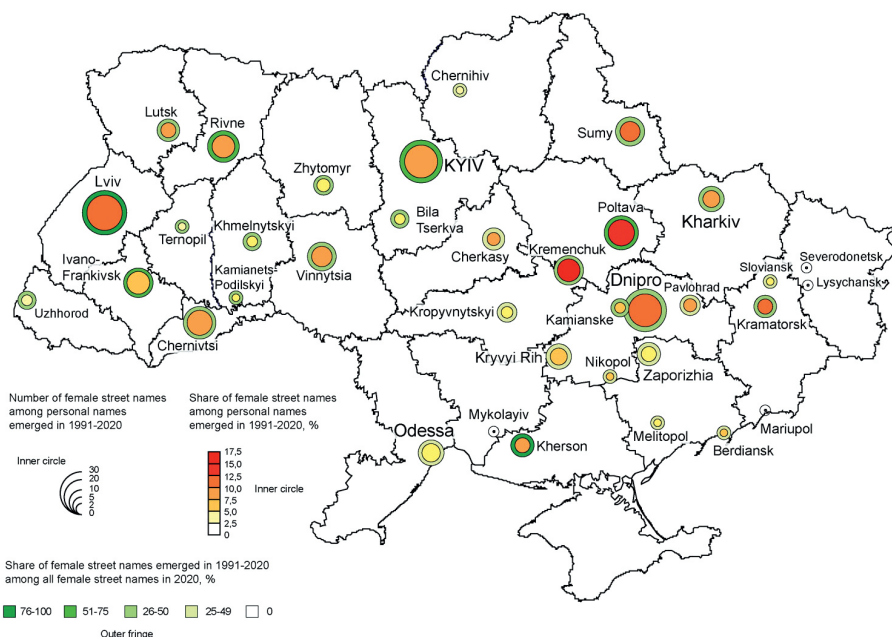 Chernihiv
Lutsk
Rivne
Sumy
KYIV
Zhytomyr
Lviv
Poltava
Kharkiv
Bila
Tserkva
Ternopil
Khmelnytskyi
Cherkasy
Kremenchuk
Severodonetsk
Ivano-
Frankivsk
Kamianets-
Podilskyi
Vinnytsia
Dnipro
Sloviansk
Pavlohrad
Lysychansk
Uzhhorod
Kropyvnytskyi
Kamianske
Kramatorsk
Chernivtsi
Kryvyi Rih
Nikopol
Zaporizhia
Odessa
Mykolayiv
Kherson
Melitopol
Mariupol
Berdiansk
Number of female street names
among personal names
emerged in 1991-2020
Inner circle
30
20
10
5
2
0
Share of female street names
among personal names
emerged in 1991-2020, %
17,5
15,0
12,5
10,0
7,5
5,0
2,5
0
Inner circle
Share of female street names emerged in 1991-2020
among all female street names in 2020, %
76-100
51-75
26-50
25-49
0
Outer fringe